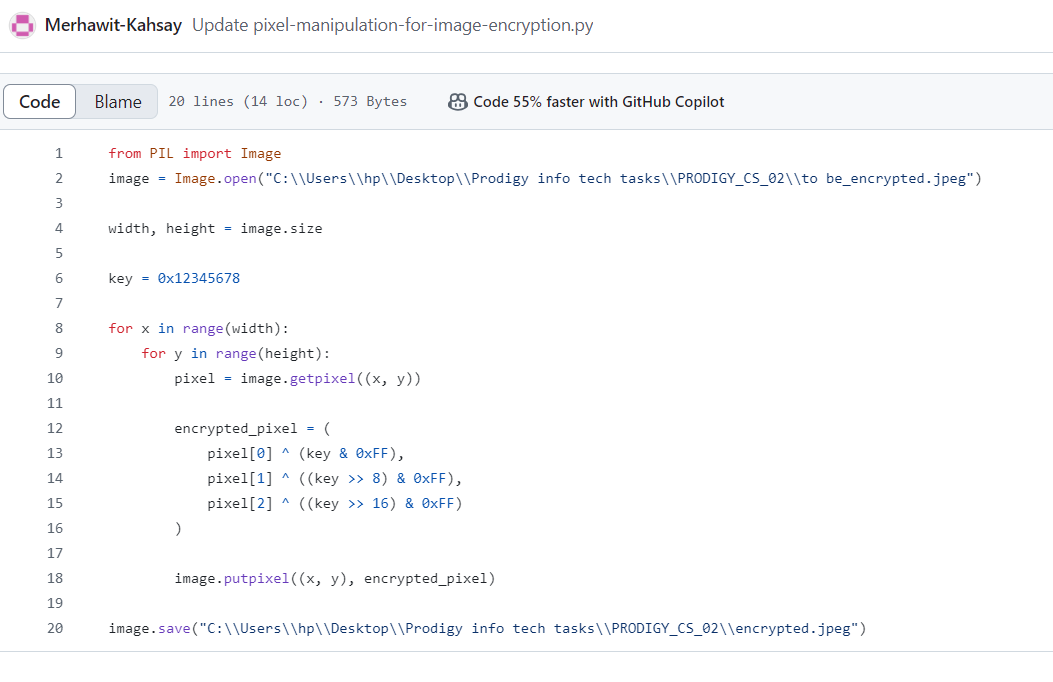 Merhawit-Kahsay Update pixel-manipulation-for-image-encryption.py
Code Blame 20 lines (14 loc) · 573 Bytes Code 55% faster with GitHub Copilot
1 from PIL import Image
2 image = Image.open("C:\\Users\\hp\\Desktop\\Prodigy info tech tasks\\PRODIGY_CS_02\\to be_encrypted.jpeg")
3
4 width, height = image.size
5
6 key = 0x12345678
7
8 for x in range(width):
9     for y in range(height):
10         pixel = image.getpixel((x, y))
11
12         encrypted_pixel = (
13             pixel[0] ^ (key & 0xFF),
14             pixel[1] ^ ((key >> 8) & 0xFF),
15             pixel[2] ^ ((key >> 16) & 0xFF)
16         )
17
18         image.putpixel((x, y), encrypted_pixel)
19
20 image.save("C:\\Users\\hp\\Desktop\\Prodigy info tech tasks\\PRODIGY_CS_02\\encrypted.jpeg")